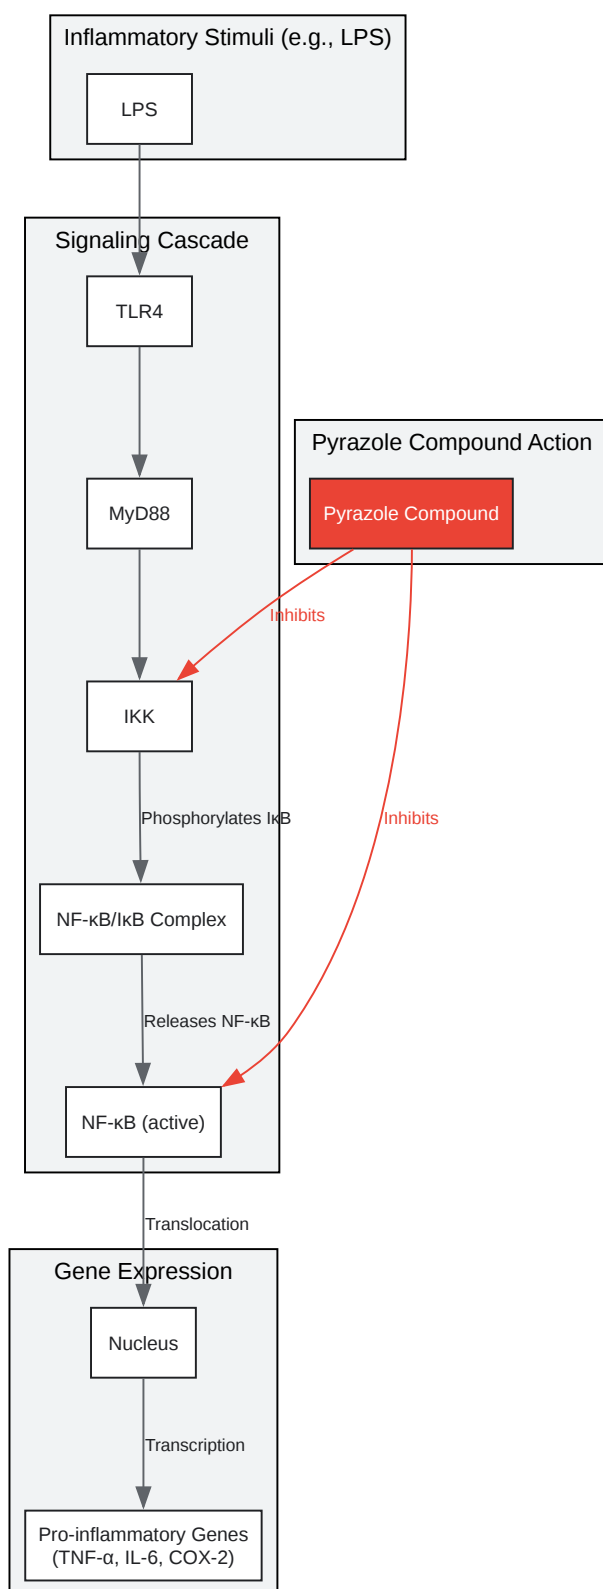 Inflammatory Stimuli (e.g., LPS)
LPS
Signaling Cascade
TLR4
Pyrazole Compound Action
MyD88
Pyrazole Compound
Inhibits
IKK
Phosphorylates IκB
Inhibits
NF-κB/IκB Complex
Releases NF-κB
NF-κB (active)
Translocation
Gene Expression
Nucleus
Transcription
Pro-inflammatory Genes
(TNF-α, IL-6, COX-2)